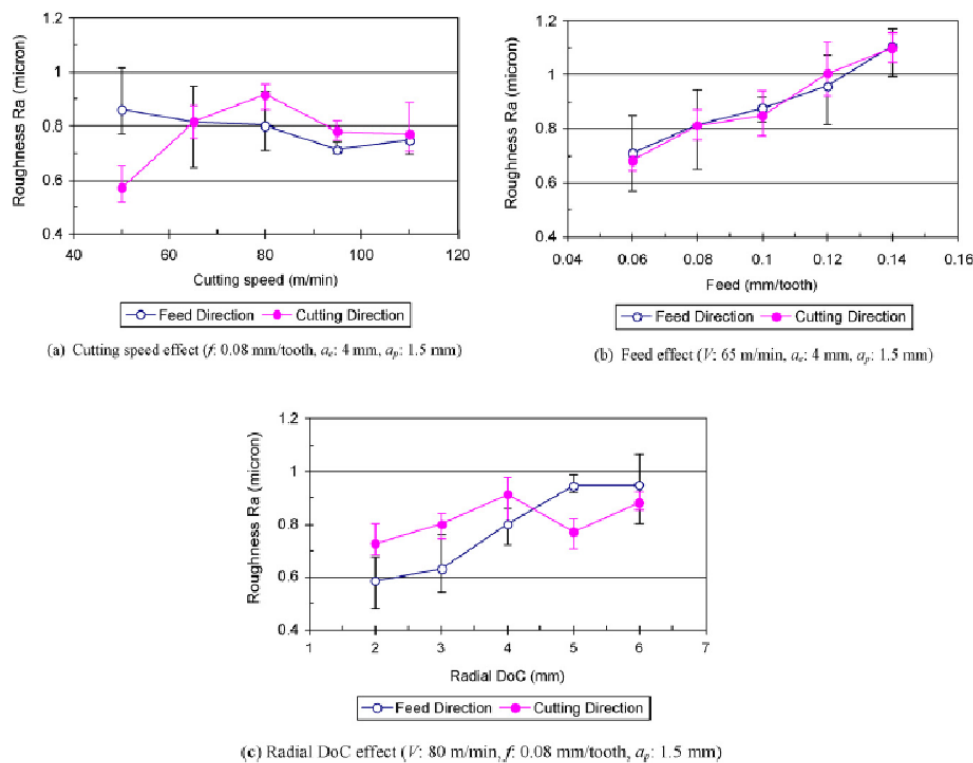 1.2
1
0.8
0.6
0.4
Roughness Ra (micron)
40 60 80 100 120
Cutting speed (m/min)
Feed Direction Cutting Direction
(a) Cutting speed effect (f: 0.08 mm/tooth, ae: 4 mm, ap: 1.5 mm)
1.2
1
0.8
0.6
0.4
Roughness Ra (micron)
0.04 0.06 0.08 0.1 0.12 0.14 0.16
Feed (mm/tooth)
Feed Direction Cutting Direction
(b) Feed effect (V: 65 m/min, ae: 4 mm, ap: 1.5 mm)
1.2
1
0.8
0.6
0.4
Roughness Ra (micron)
1 2 3 4 5 6 7
Radial DoC (mm)
Feed Direction Cutting Direction
(c) Radial DoC effect (V: 80 m/min, f: 0.08 mm/tooth, ap: 1.5 mm)